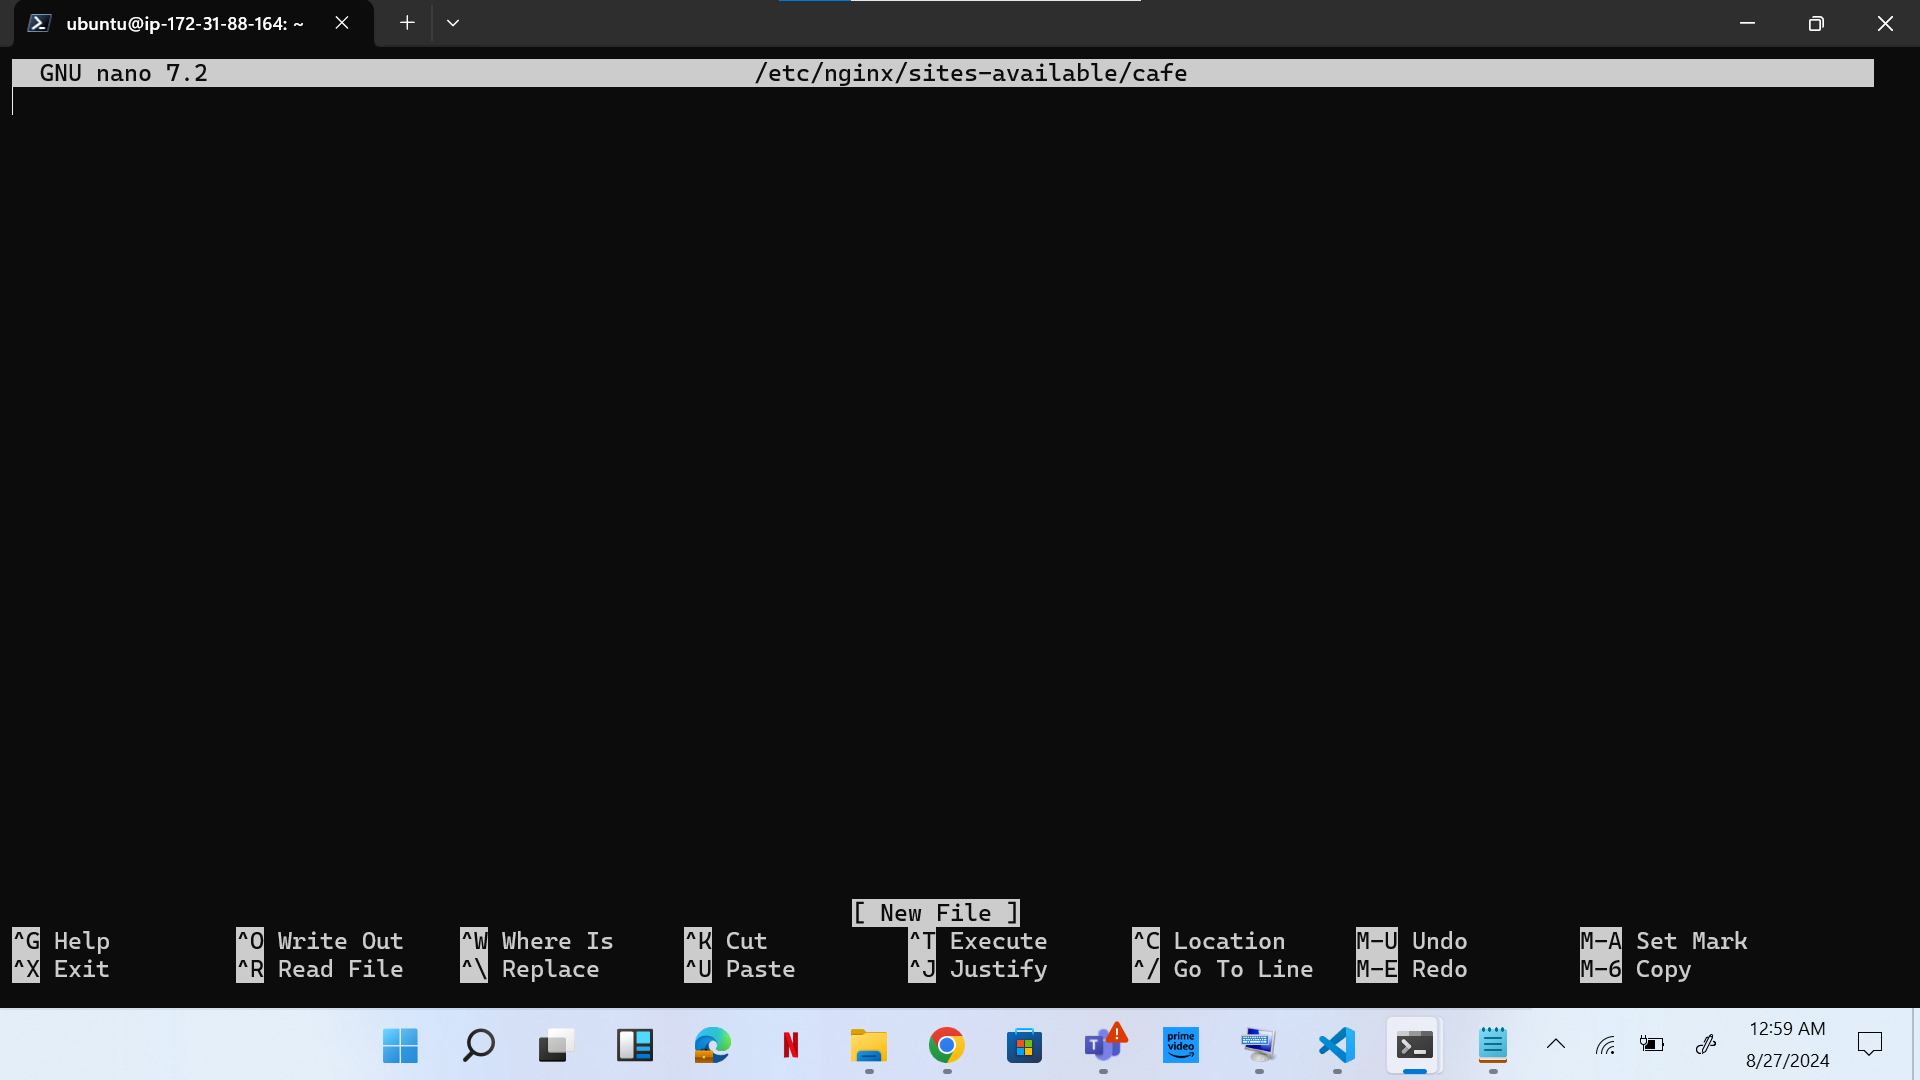 ubuntu@ip-172-31-88-164: ~
GNU nano 7.2 /etc/nginx/sites-available/cafe
[ New File ]
^G Help ^O Write Out ^W Where Is ^K Cut ^T Execute ^C Location M-U Undo M-A Set Mark
^X Exit ^R Read File ^\ Replace ^U Paste ^J Justify ^/ Go To Line M-E Redo M-6 Copy
N
T
prime video
12:59 AM
8/27/2024